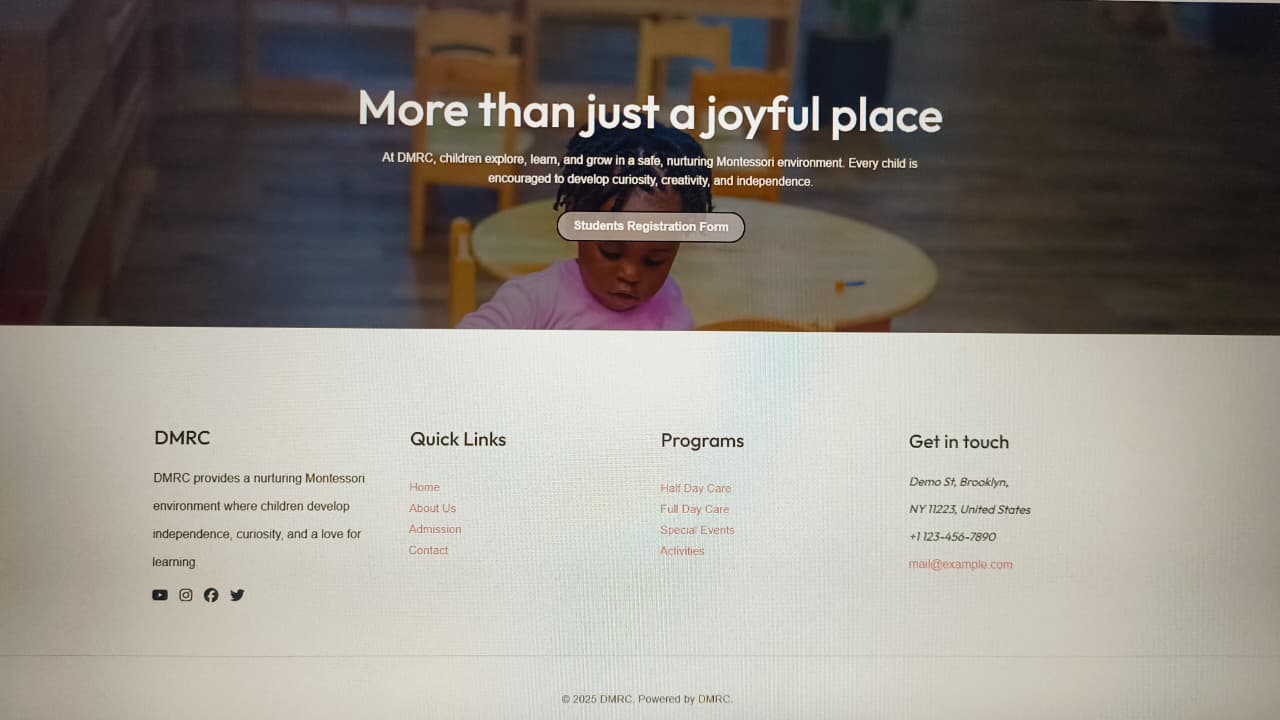 More than just a joyful place
At DMRC, children explore, learn, and grow in a safe, nurturing Montessori environment. Every child is
encouraged to develop curiosity, creativity, and independence.
Students Registration Form
DMRC
DMRC provides a nurturing Montessori
environment where children develop
independence, curiosity, and a love for
learning
Quick Links
Home
About Us
Admission
Contact
Programs
Half Day Care
Full Day Care
Special Events
Activities
Get in touch
Demo St, Brooklyn,
NY 11223, United States
+1 123-456-7890
mail@example.com
© 2025 DMRC. Powered by DMRC.